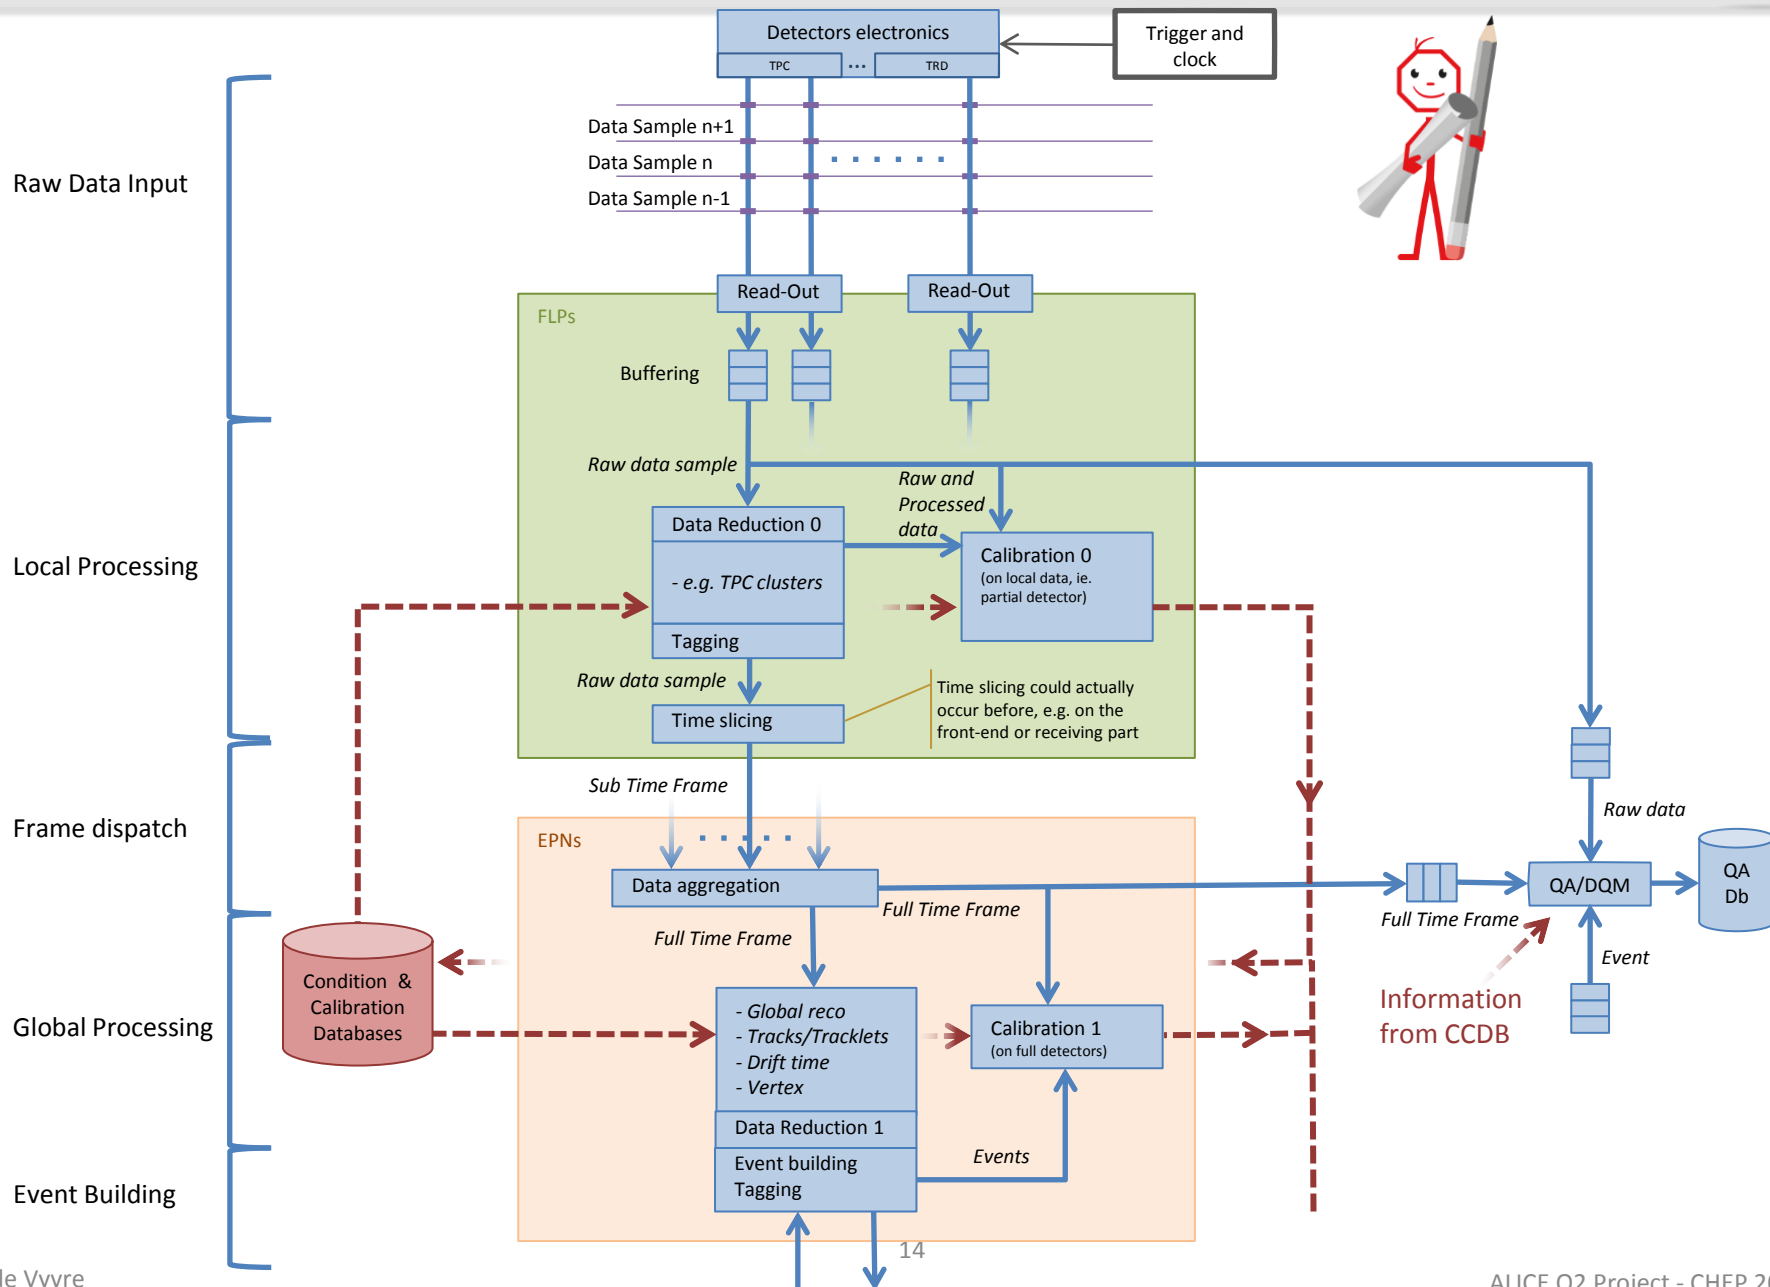 Detectors electronics
TPC
...
TRD
Trigger and
clock
Data Sample n+1
Data Sample n
Data Sample n-1
Raw Data Input
Read-Out
Read-Out
FLPs
Buffering
Raw data sample
Raw and
Processed
data
Data Reduction 0
- e.g. TPC clusters
Tagging
Calibration 0
(on local data, ie.
partial detector)
Local Processing
Raw data sample
Time slicing
Time slicing could actually
occur before, e.g. on the
front-end or receiving part
Sub Time Frame
Frame dispatch
EPNs
Data aggregation
Full Time Frame
Full Time Frame
Raw data
QA/DQM
QA
Db
Full Time Frame
Event
Information
from CCDB
Condition &
Calibration
Databases
Global Processing
- Global reco
- Tracks/Tracklets
- Drift time
- Vertex
Data Reduction 1
Calibration 1
(on full detectors)
Event building
Tagging
Events
Event Building
14
Vyvre
ALICE O2 Project - CHEP